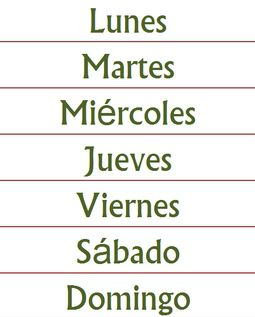 Lunes
Martes
Miércoles
Jueves
Viernes
Sábado
Domingo